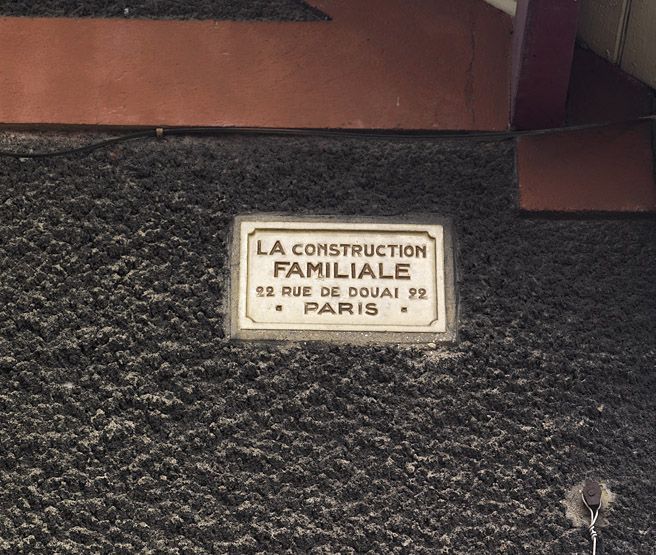 LA CONSTRUCTION
FAMILIALE
22 RUE DE DOUAI 22
▪ PARIS ▪